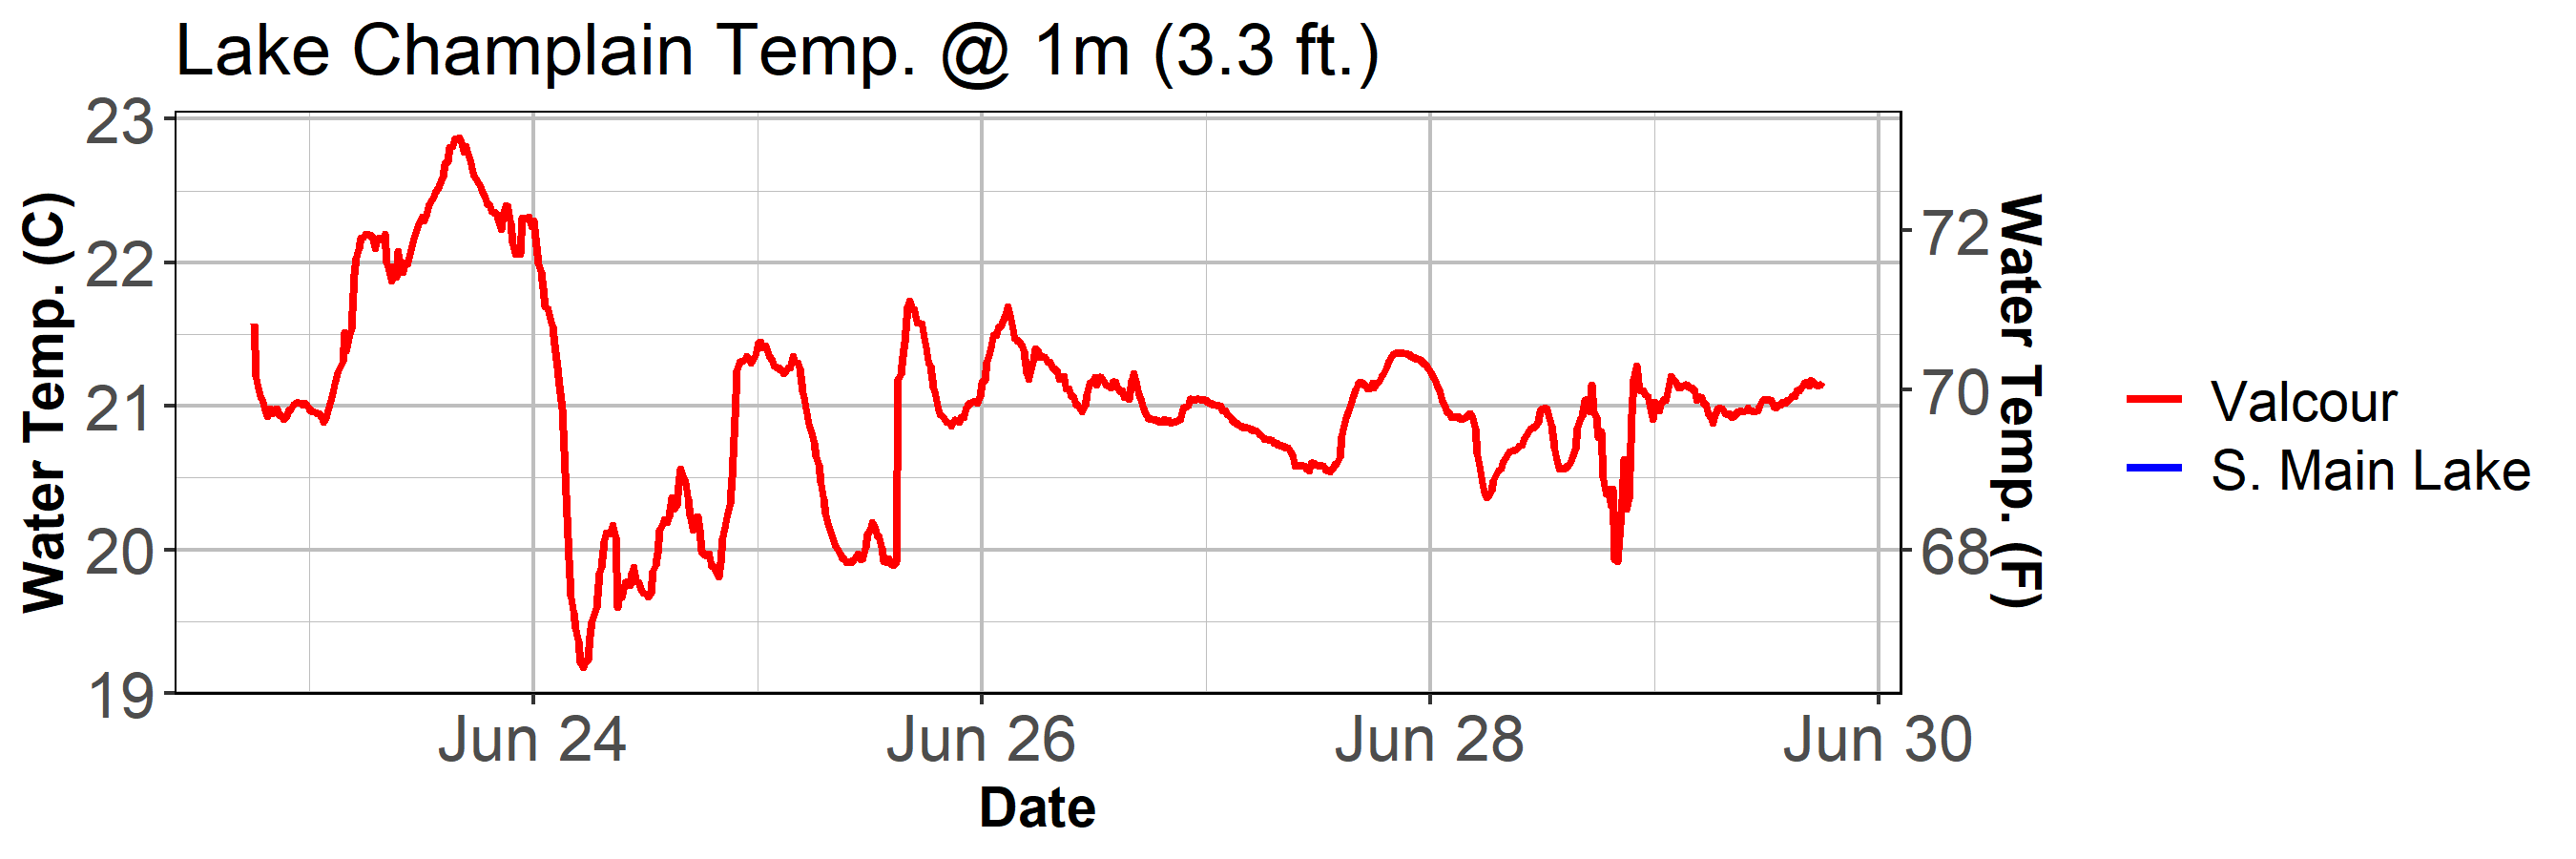 Lake Champlain Temp. @ 1m (3.3 ft.)
Water Temp. (C)
23
22
21
20
19
72
70
68
Water Temp. (F)
Jun 24 Jun 26 Jun 28 Jun 30
Date
Valcour
S. Main Lake